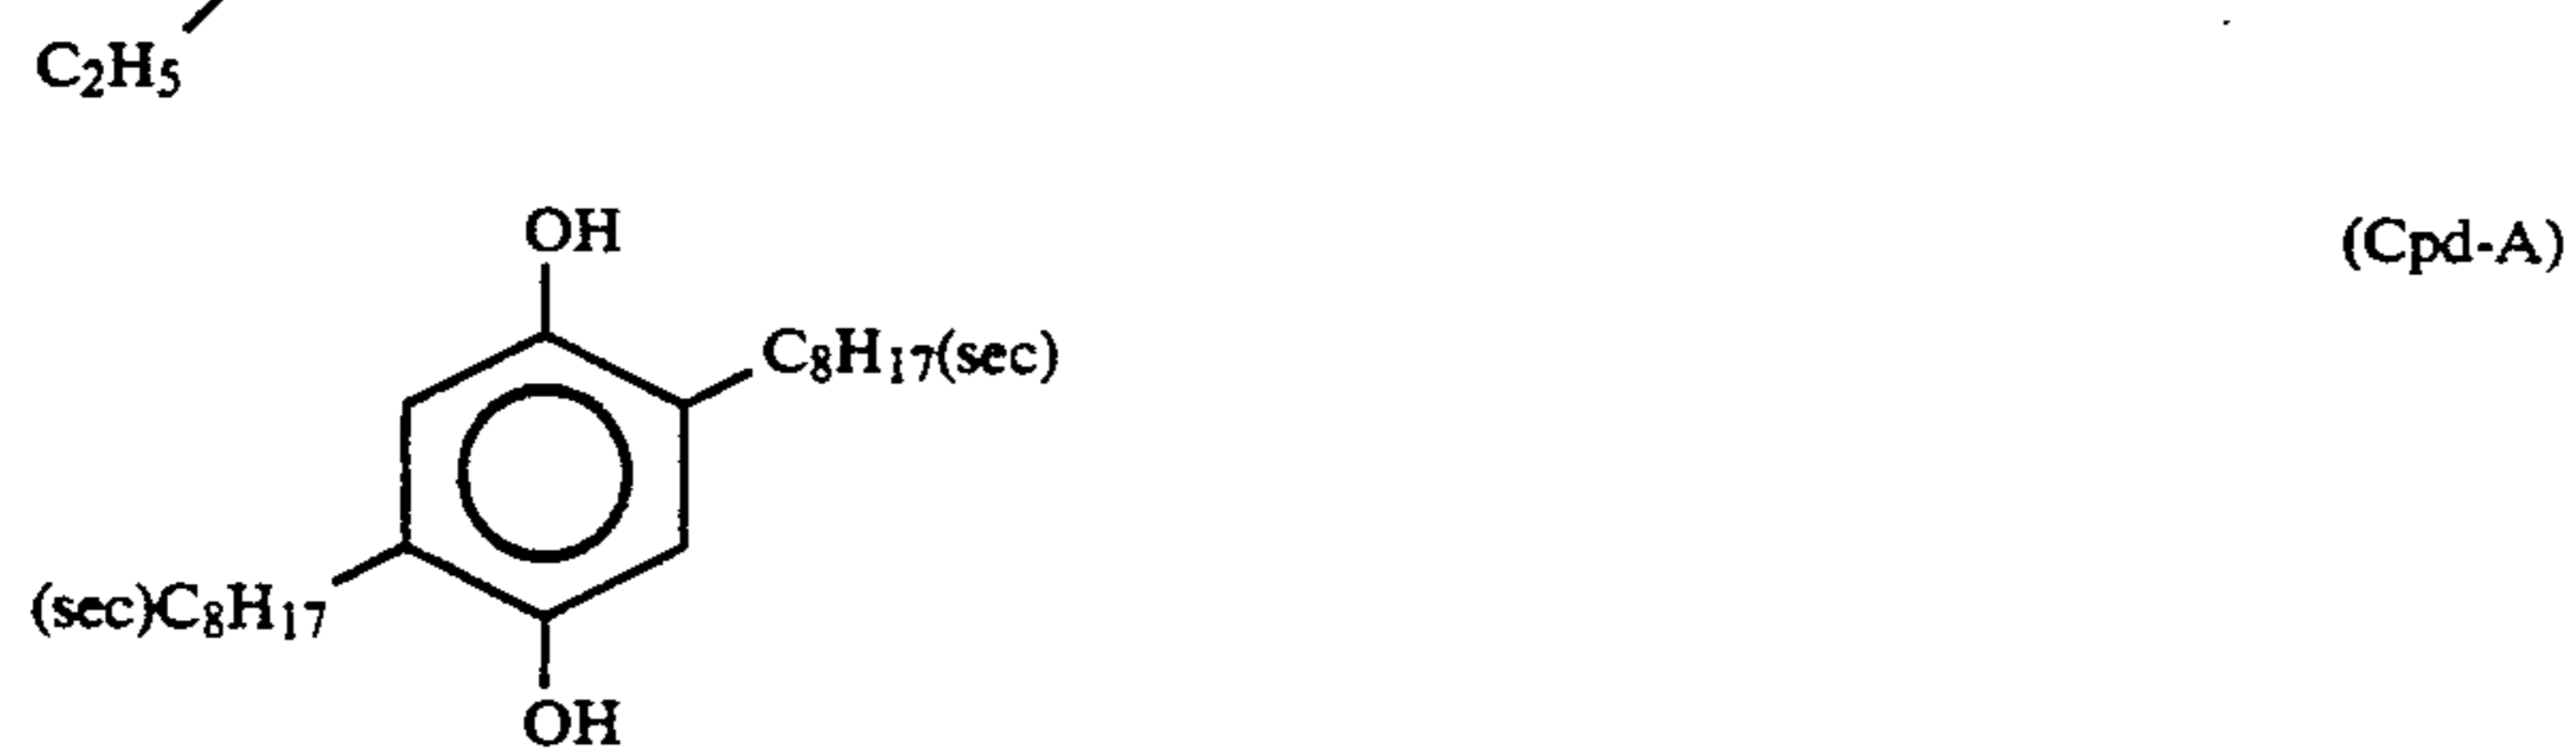 C₂H₅
OH
(Cpd-A)
C₈H₁₇(sec)
(sec)C₈H₁₇
OH